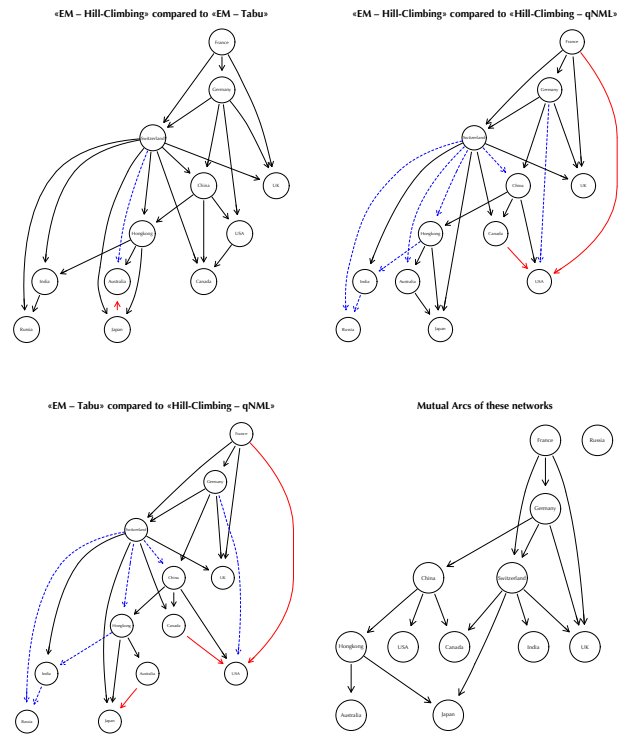 «EM – Hill-Climbing» compared to «EM – Tabu»
France
Germany
Switzerland
China
UK
Hongkong
USA
India
Australia
Canada
Russia
Japan
«EM – Hill-Climbing» compared to «Hill-Climbing – qNML»
France
Germany
Switzerland
China
UK
Hongkong
Canada
India
Australia
USA
Russia
Japan
«EM – Tabu» compared to «Hill-Climbing – qNML»
France
Germany
Switzerland
China
UK
Hongkong
Canada
India
Australia
USA
Russia
Japan
Mutual Arcs of these networks
France
Russia
Germany
China
Switzerland
Hongkong
USA
Canada
India
UK
Australia
Japan